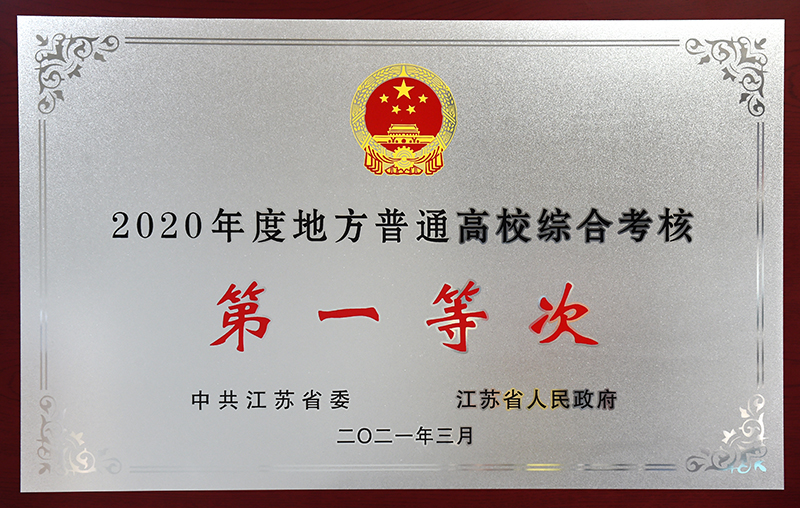 2020年度地方普通高校综合考核
第一等次
中共江苏省委 江苏省人民政府
二〇二一年三月